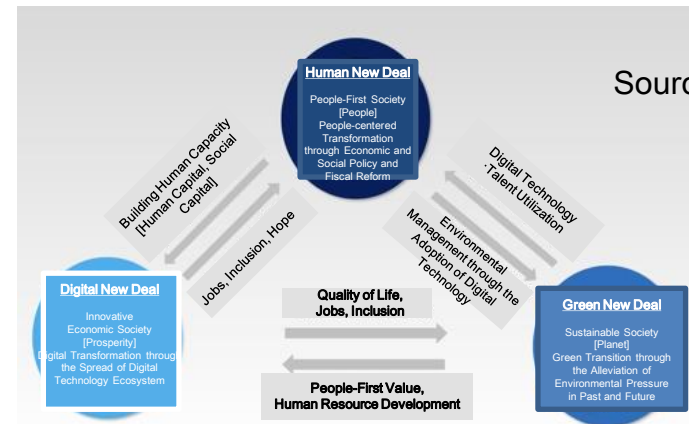 Sourc
Human New Deal
People-First Society
[People]
People-centered
Transformation
through Economic and
Social Policy and
Fiscal Reform
Building Human Capacity
[Human Capital, Social
Capital]
Jobs, Inclusion, Hope
Digital Technology
·Talent Utilization
Environmental
Management through the
Adoption of Digital
Technology
Digital New Deal
Innovative
Economic Society
[Prosperity]
Digital Transformation through
the Spread of Digital
Technology Ecosystem
Quality of Life,
Jobs, Inclusion
People-First Value,
Human Resource Development
Green New Deal
Sustainable Society
[Planet]
Green Transition through
the Alleviation of
Environmental Pressure
in Past and Future